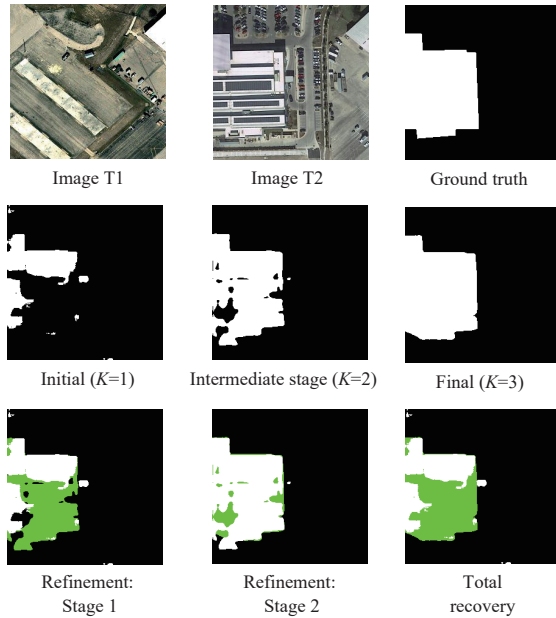 Image T1
Image T2
Ground truth
Initial (K=1)
Intermediate stage (K=2)
Final (K=3)
Refinement:
Stage 1
Refinement:
Stage 2
Total
recovery